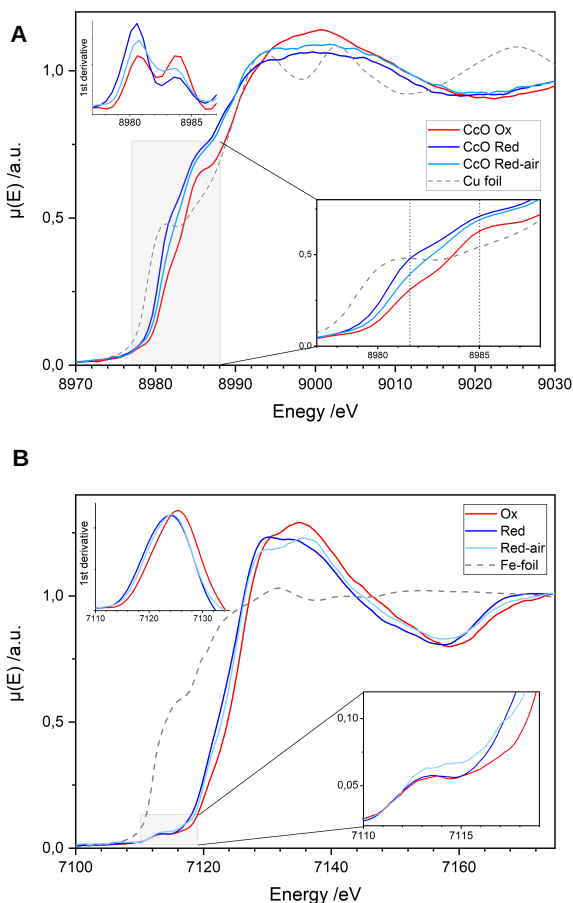 A
1st derivative
8980 8985
1,0
0,5
0,0
μ(E) /a.u.
CcO Ox
CcO Red
CcO Red-air
Cu foil
0,5
0,0
8980 8985
8970 8980 8990 9000 9010 9020 9030
Enegy /eV
B
1st derivative
7110 7120 7130
Ox
Red
Red-air
Fe-foil
1,0
0,5
0,0
μ(E) /a.u.
0,10
0,05
7110 7115
7100 7120 7140 7160
Energy /eV